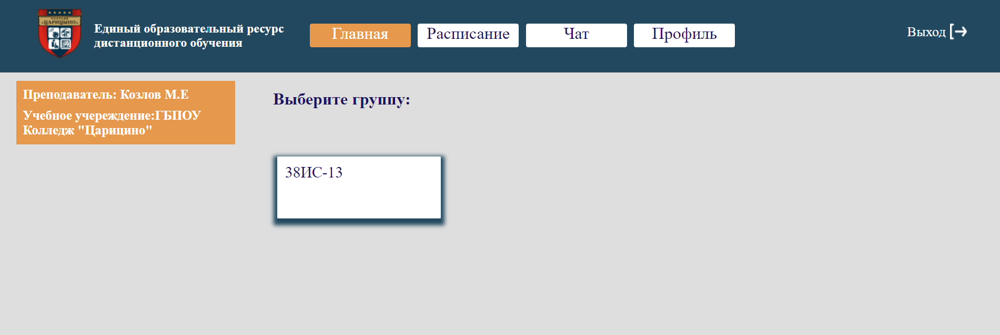 КОЛЛЕДЖ
«ЦАРИЦЫНО»
Единый образовательный ресурс
дистанционного обучения
Главная
Расписание
Чат
Профиль
Выход
Преподаватель: Козлов М.Е
Учебное учереждение:ГБПОУ
Колледж "Царицино"
Выберите группу:
38ИС-13